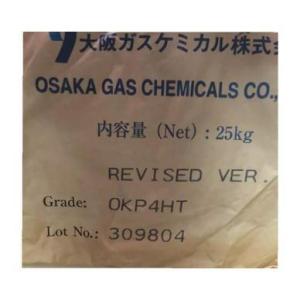 大阪ガスケミカル株式
OSAKA GAS CHEMICALS CO.,
内容量 (Net) : 25kg
REVISED VER.
Grade: OKP4HT
Lot No.: 309804